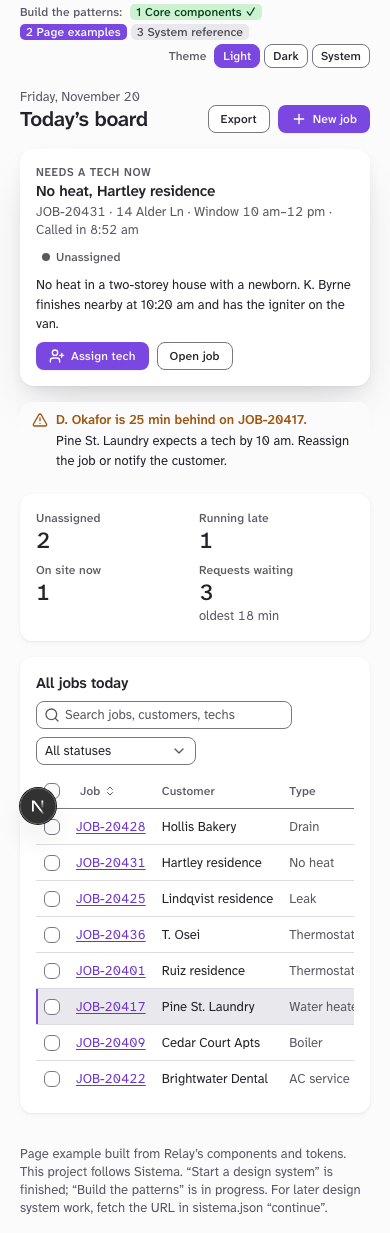 Build the patterns: 1 Core components ✓
2 Page examples 3 System reference
Theme Light Dark System
Friday, November 20
Today’s board
Export + New job
NEEDS A TECH NOW
No heat, Hartley residence
JOB-20431 · 14 Alder Ln · Window 10 am–12 pm ·
Called in 8:52 am
Unassigned
No heat in a two-storey house with a newborn. K. Byrne
finishes nearby at 10:20 am and has the igniter on the
van.
Assign tech Open job
D. Okafor is 25 min behind on JOB-20417.
Pine St. Laundry expects a tech by 10 am. Reassign
the job or notify the customer.
Unassigned Running late
2 1
On site now Requests waiting
1 3
oldest 18 min
All jobs today
Search jobs, customers, techs
All statuses
Job Customer Type
N
JOB-20428 Hollis Bakery Drain
JOB-20431 Hartley residence No heat
JOB-20425 Lindqvist residence Leak
JOB-20436 T. Osei Thermostat
JOB-20401 Ruiz residence Thermostat
JOB-20417 Pine St. Laundry Water heate
JOB-20409 Cedar Court Apts Boiler
JOB-20422 Brightwater Dental AC service
Page example built from Relay’s components and tokens.
This project follows Sistema. “Start a design system” is
finished; “Build the patterns” is in progress. For later design
system work, fetch the URL in sistema.json “continue”.